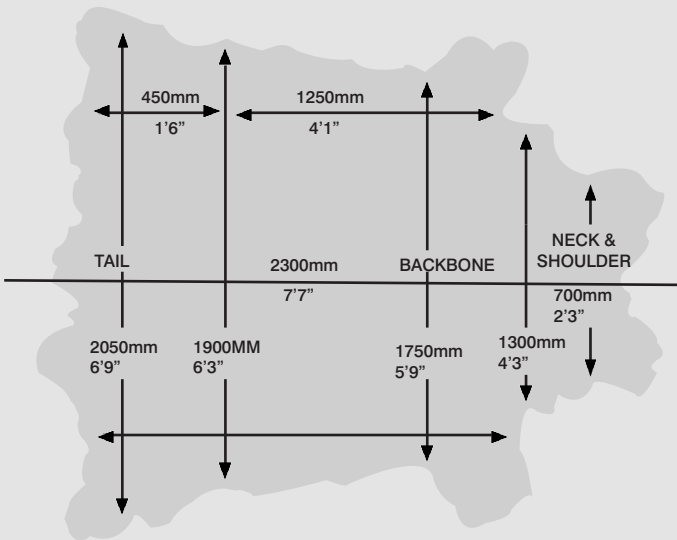 450mm
1’6”
1250mm
4’1”
TAIL
2300mm
7’7”
BACKBONE
NECK &
SHOULDER
700mm
2’3”
2050mm
6’9”
1900MM
6’3”
1750mm
5’9”
1300mm
4’3”